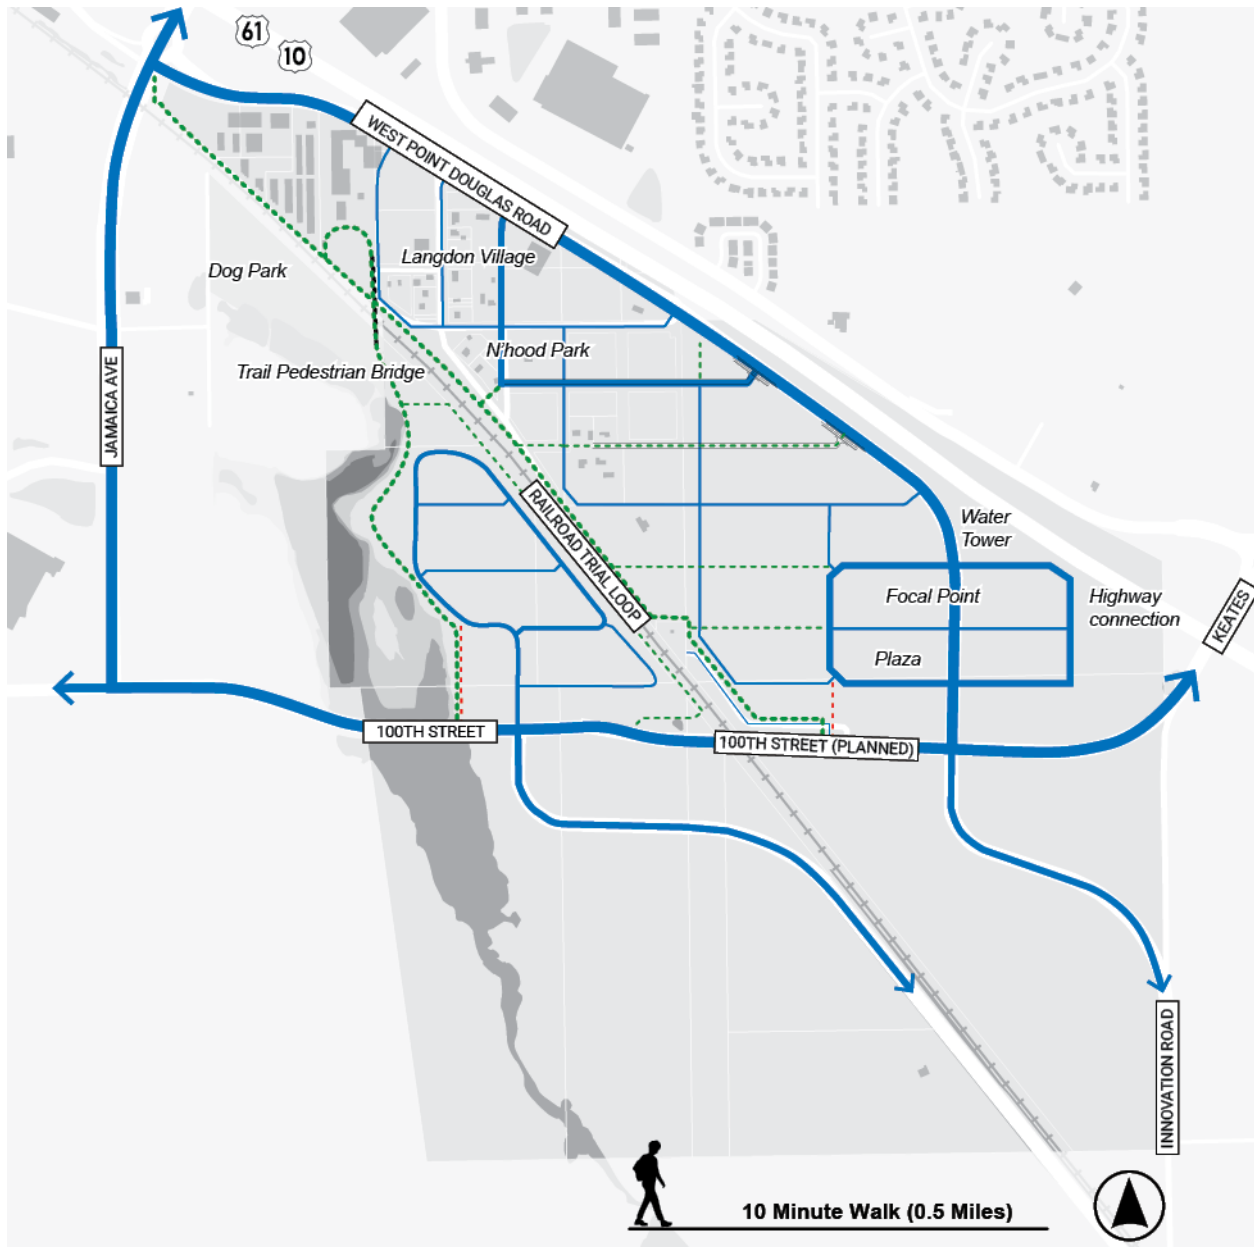 61
10
WEST POINT DOUGLAS ROAD
Langdon Village
Dog Park
N'hood Park
Trail Pedestrian Bridge
JAMAICA AVE
RAILROAD TRIAL LOOP
Water
Tower
Focal Point
Highway
connection
KEATES
Plaza
100TH STREET
100TH STREET (PLANNED)
INNOVATION ROAD
10 Minute Walk (0.5 Miles)